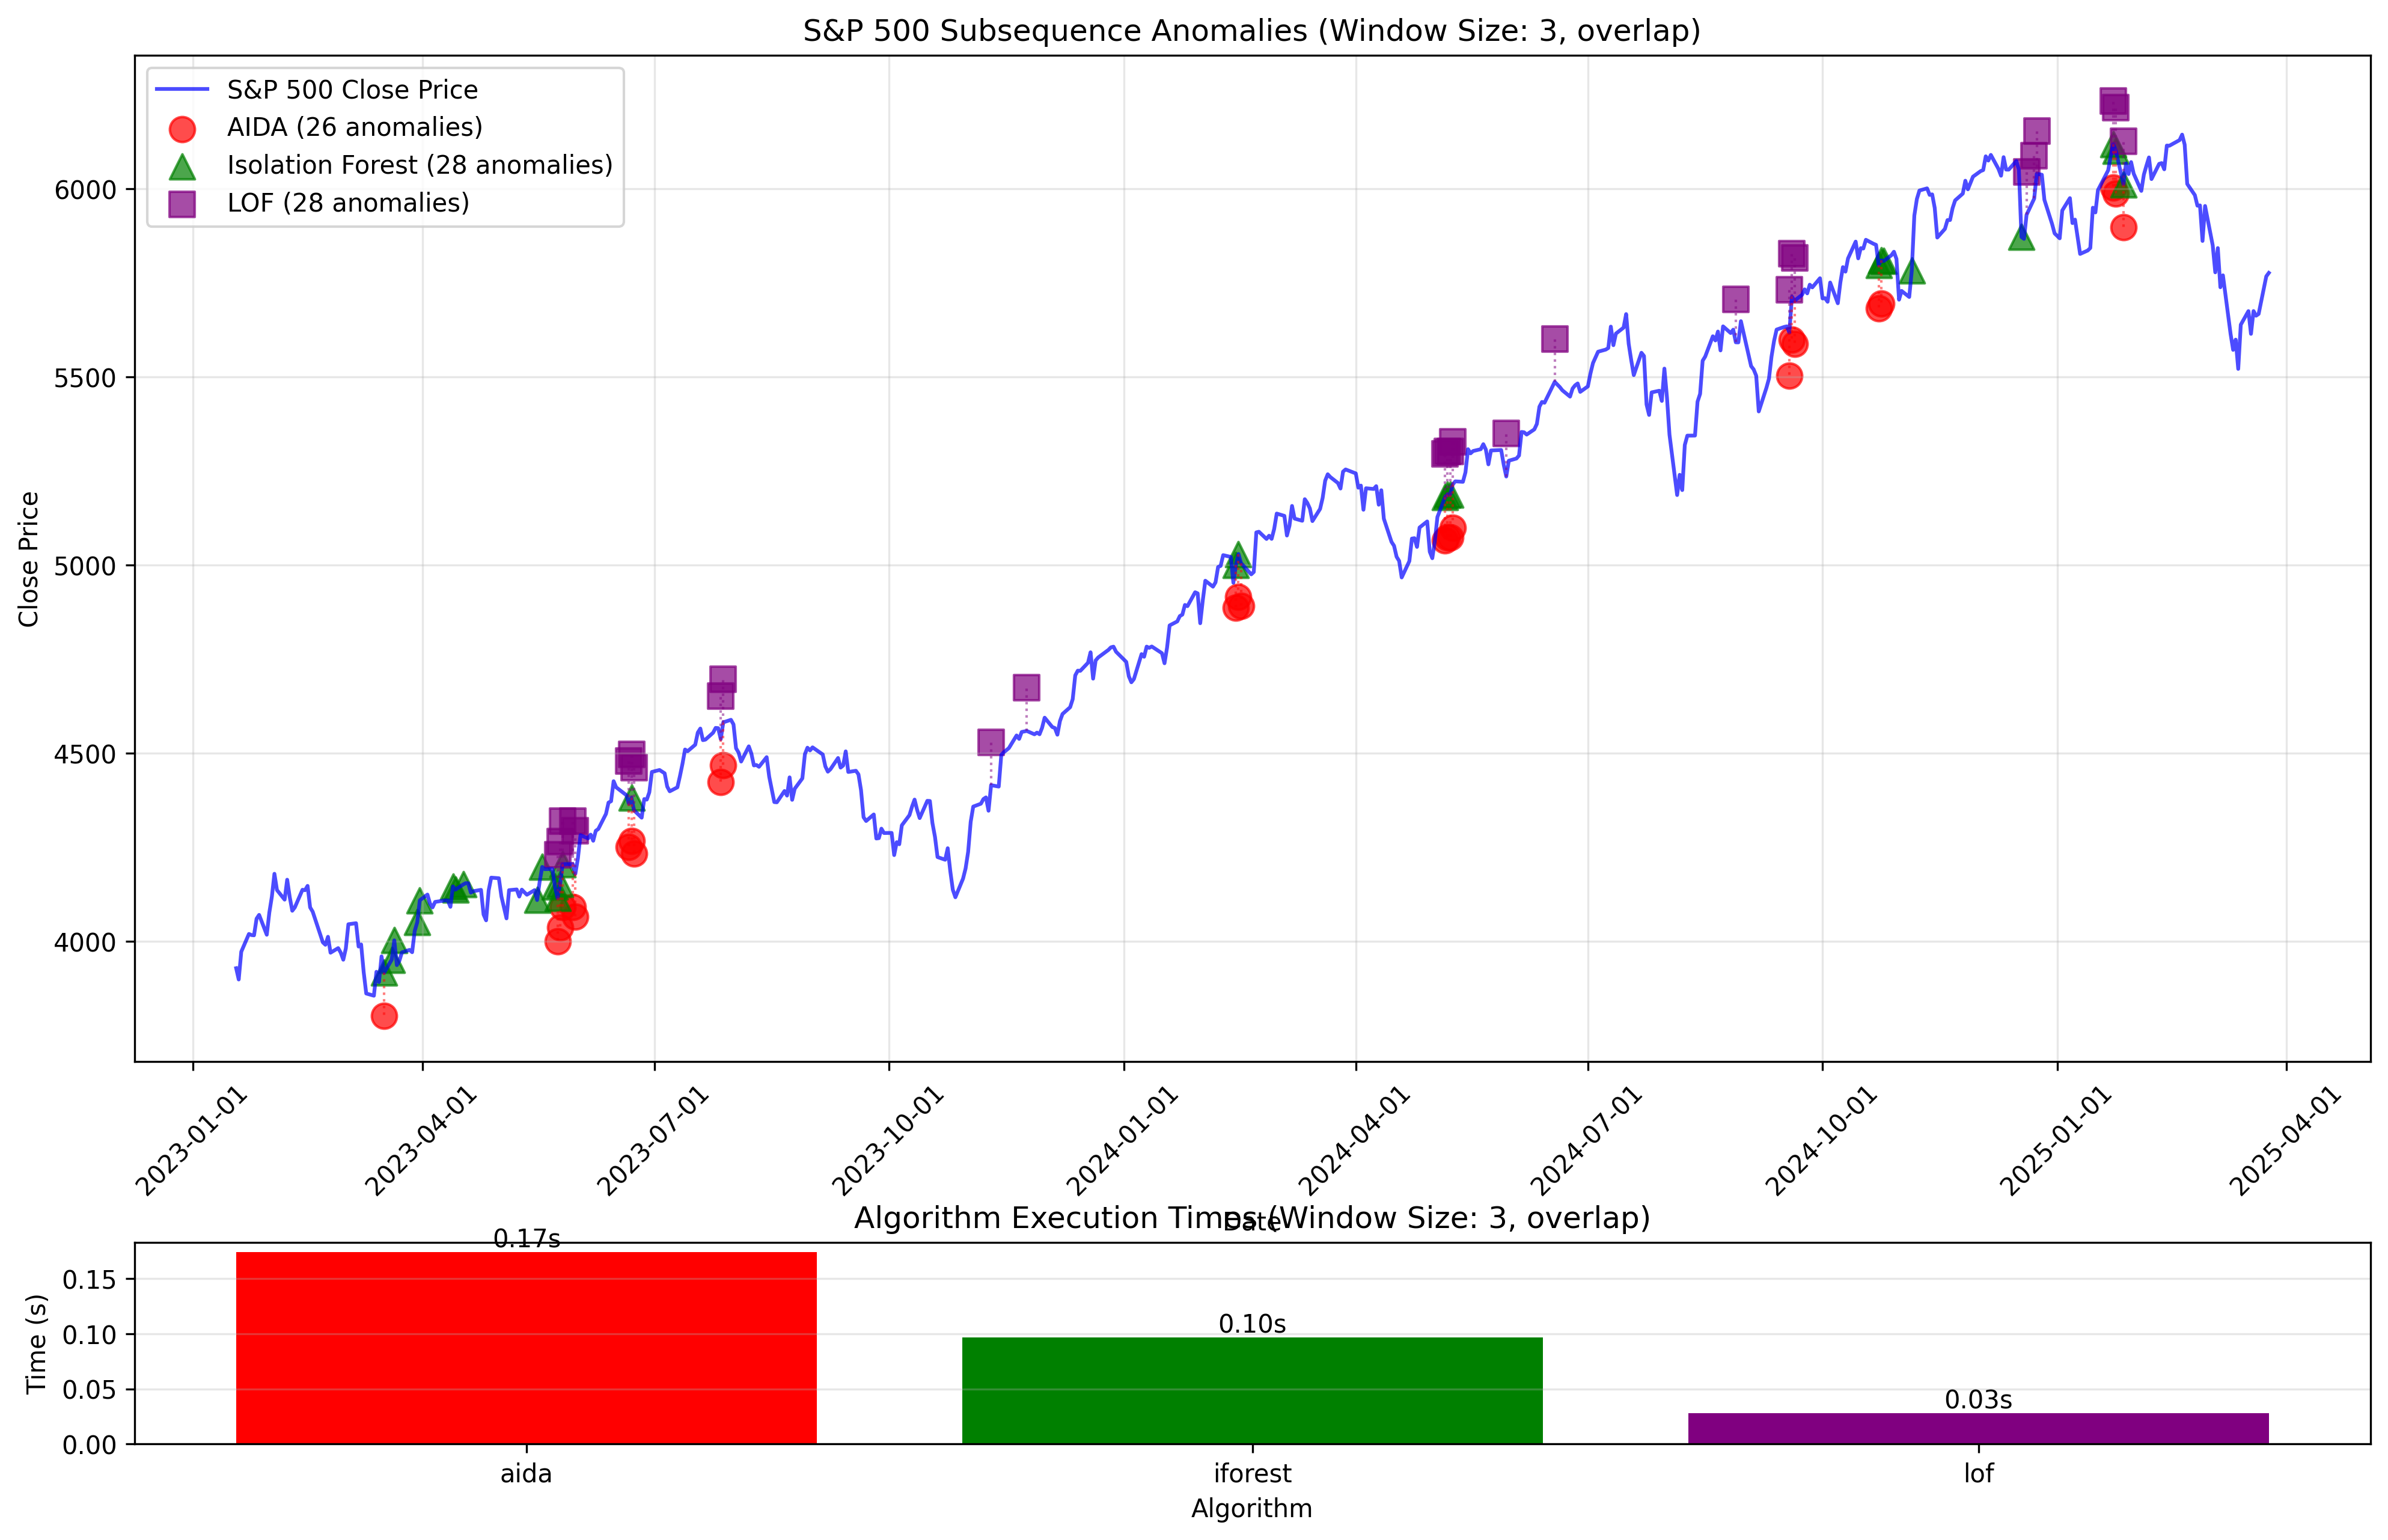 S&P 500 Subsequence Anomalies (Window Size: 3, overlap)
S&P 500 Close Price
AIDA (26 anomalies)
Isolation Forest (28 anomalies)
LOF (28 anomalies)
Close Price
6000
5500
5000
4500
4000
2023-01-01
2023-04-01
2023-07-01
2023-10-01
2024-01-01
2024-04-01
2024-07-01
2024-10-01
2025-01-01
2025-04-01
Date
Algorithm Execution Times (Window Size: 3, overlap)
Time (s)
0.15
0.10
0.05
0.00
0.17s
0.10s
0.03s
aida
iforest
lof
Algorithm